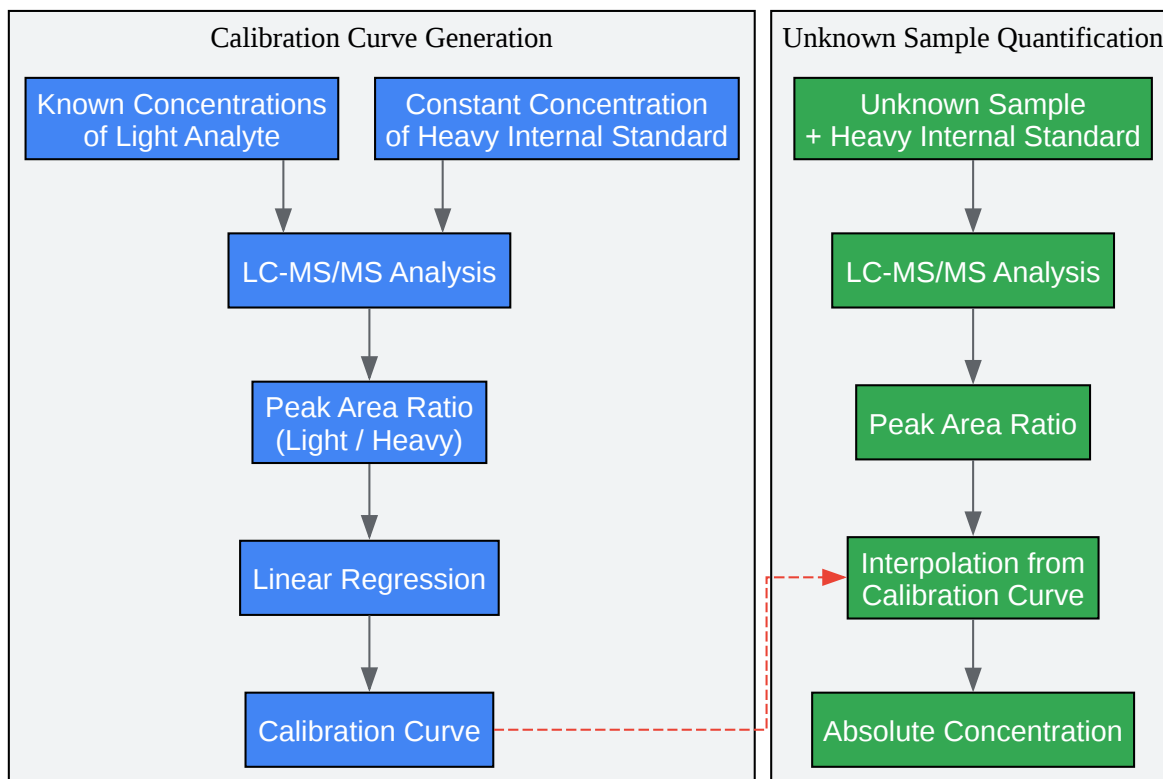 Calibration Curve Generation
Known Concentrations
of Light Analyte
Constant Concentration
of Heavy Internal Standard
LC-MS/MS Analysis
Peak Area Ratio
(Light / Heavy)
Linear Regression
Calibration Curve
Unknown Sample Quantification
Unknown Sample
+ Heavy Internal Standard
LC-MS/MS Analysis
Peak Area Ratio
Interpolation from
Calibration Curve
Absolute Concentration